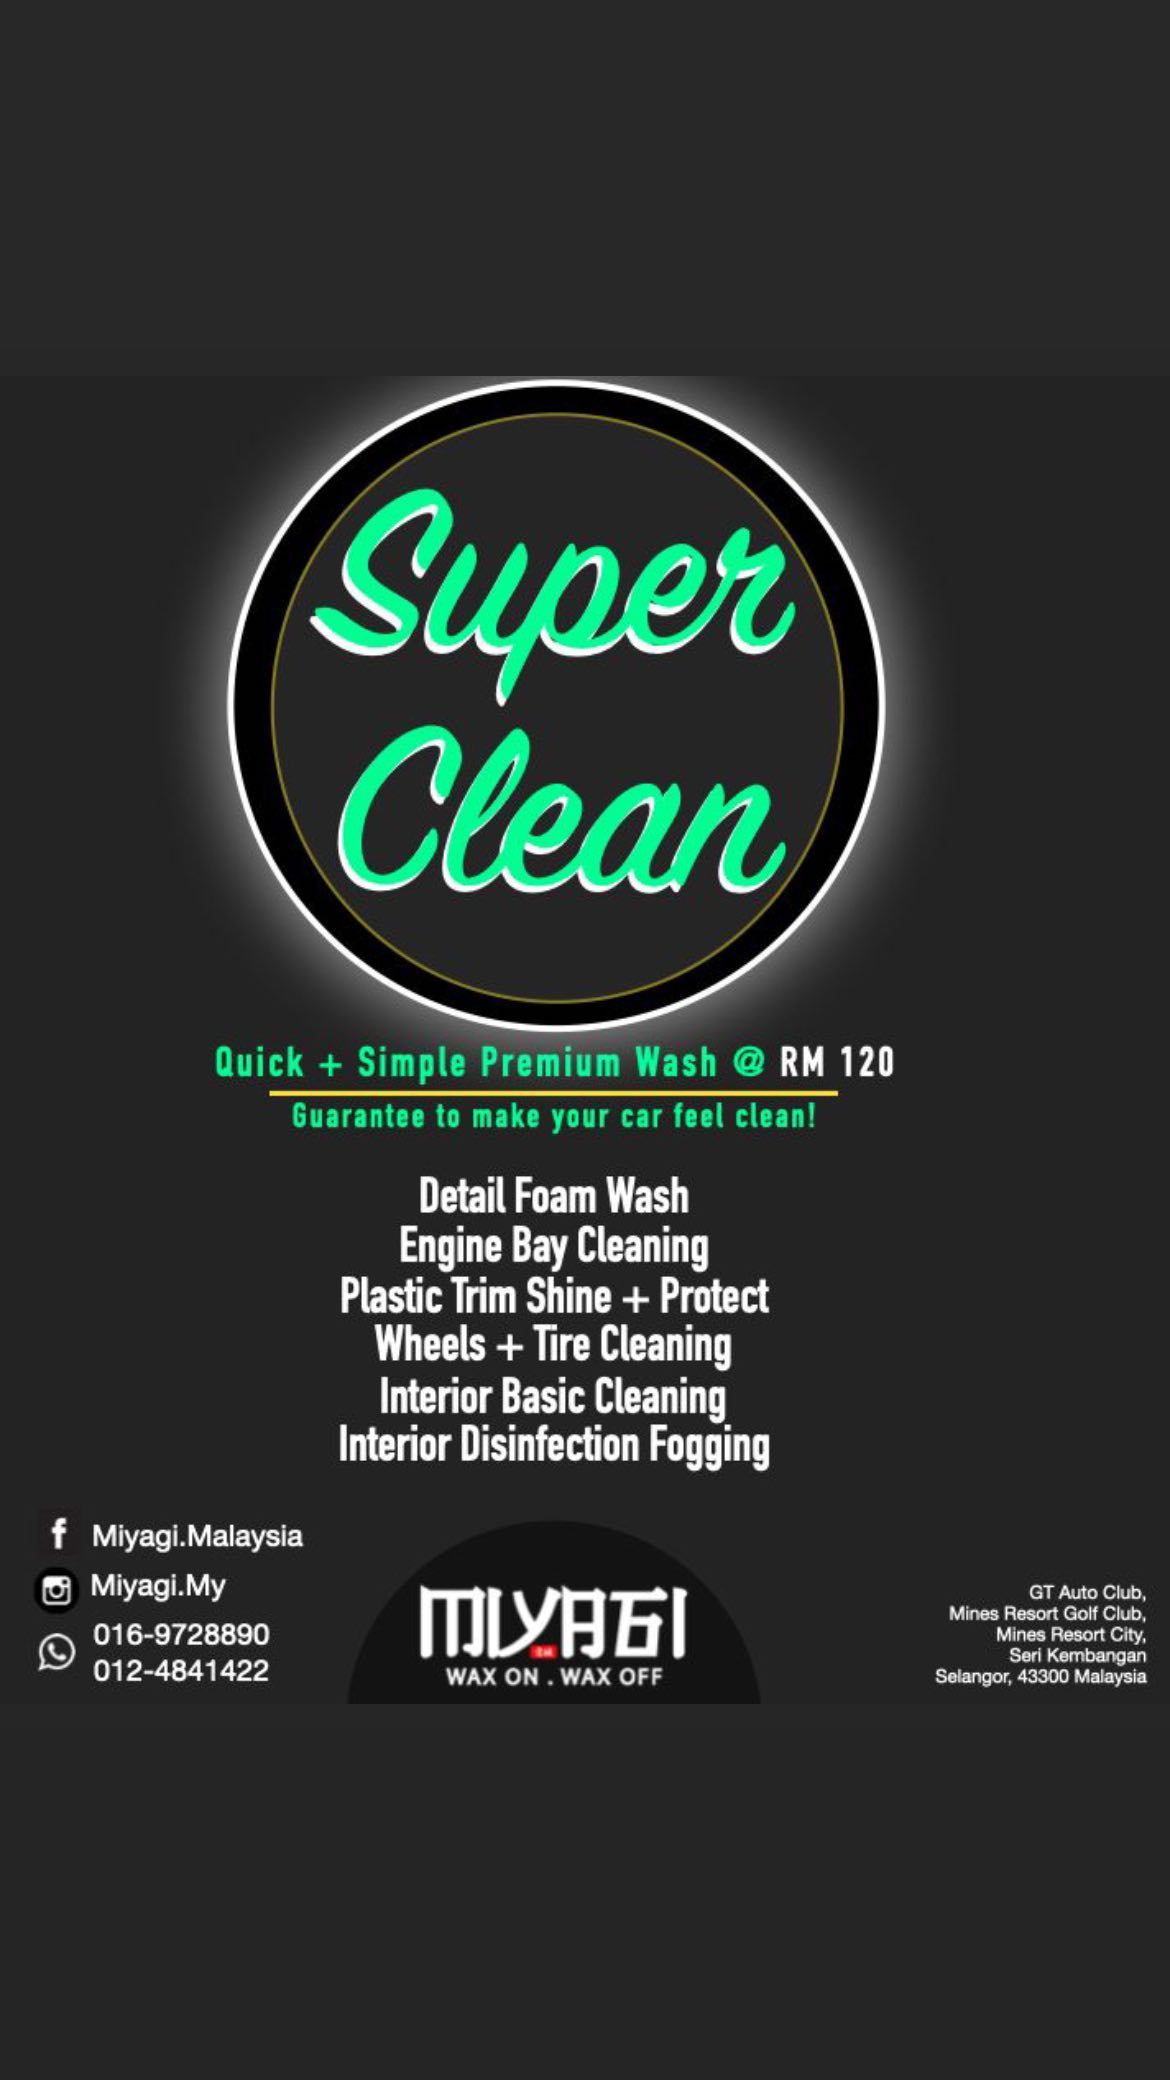 Super
Clean
Quick + Simple Premium Wash @ RM 120
Guarantee to make your car feel clean!
Detail Foam Wash
Engine Bay Cleaning
Plastic Trim Shine + Protect
Wheels + Tire Cleaning
Interior Basic Cleaning
Interior Disinfection Fogging
f Miyagi.Malaysia
Miyagi.My
016-9728890
012-4841422
MIYAGI
WAX ON . WAX OFF
GT Auto Club,
Mines Resort Golf Club,
Mines Resort City,
Seri Kembangan
Selangor, 43300 Malaysia